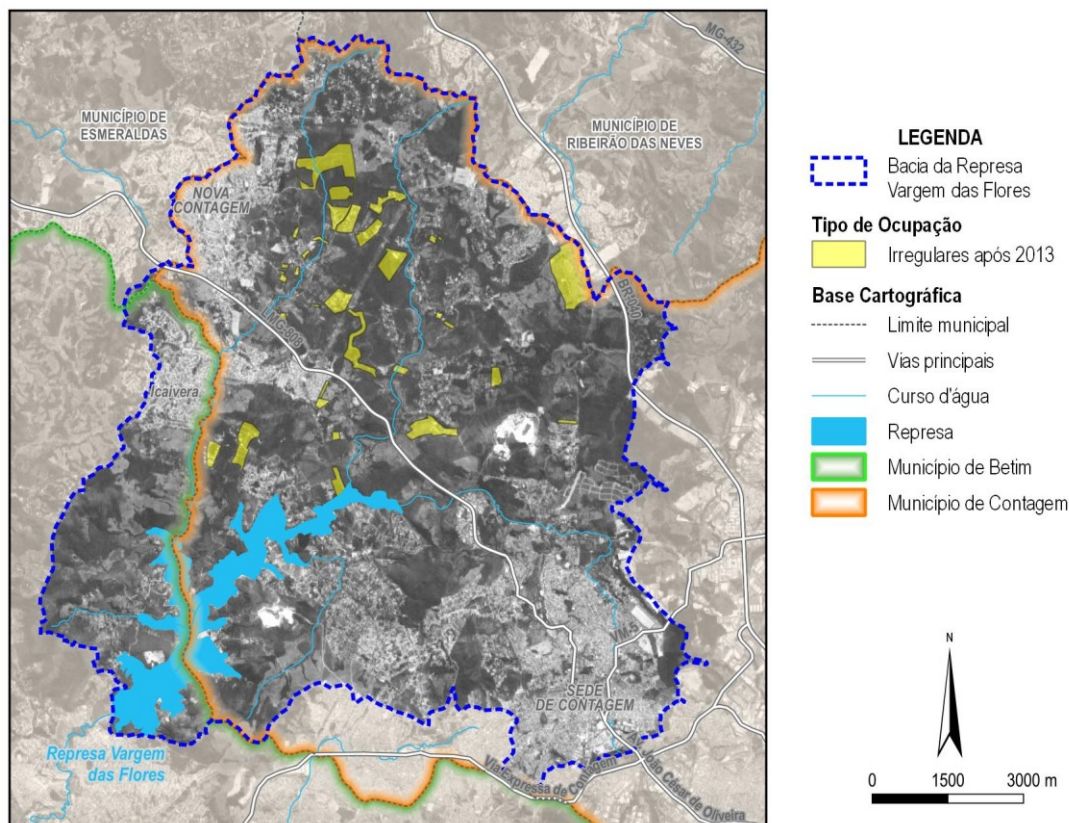 MG-432
MUNICÍPIO DE
ESMERALDAS
MUNICÍPIO DE
RIBEIRÃO DAS NEVES
NOVA
CONTAGEM
BR-040
LMG-808
Icaivera
VM5
SEDE
DE CONTAGEM
Represa Vargem
das Flores
Via Expressa de Contagem
Av. João César de Oliveira
LEGENDA
Bacia da Represa
Vargem das Flores
Tipo de Ocupação
Irregulares após 2013
Base Cartográfica
Limite municipal
Vias principais
Curso d'água
Represa
Município de Betim
Município de Contagem
N
0 1500 3000 m